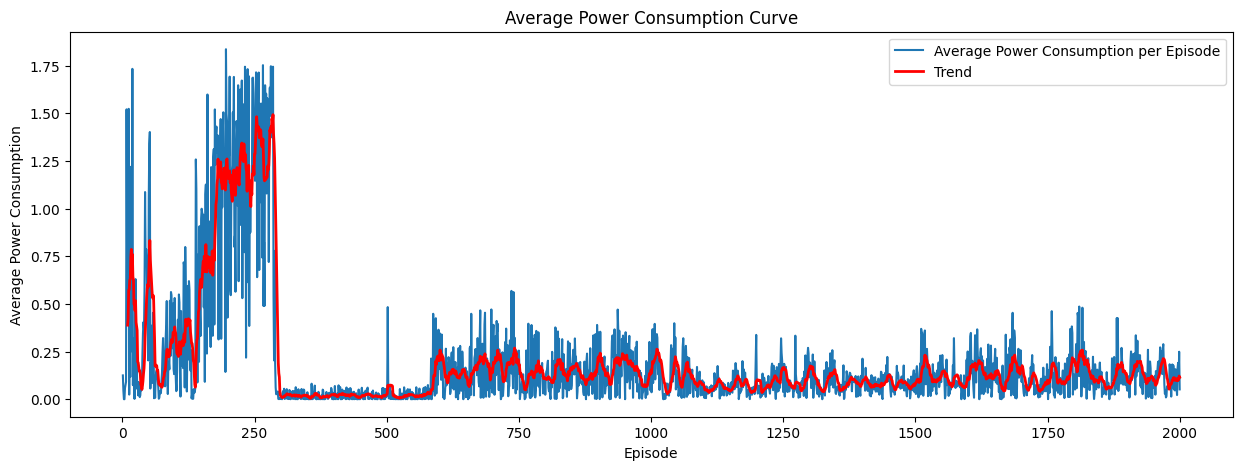 Average Power Consumption Curve
Average Power Consumption per Episode
Trend
Average Power Consumption
1.75
1.50
1.25
1.00
0.75
0.50
0.25
0.00
0 250 500 750 1000 1250 1500 1750 2000
Episode